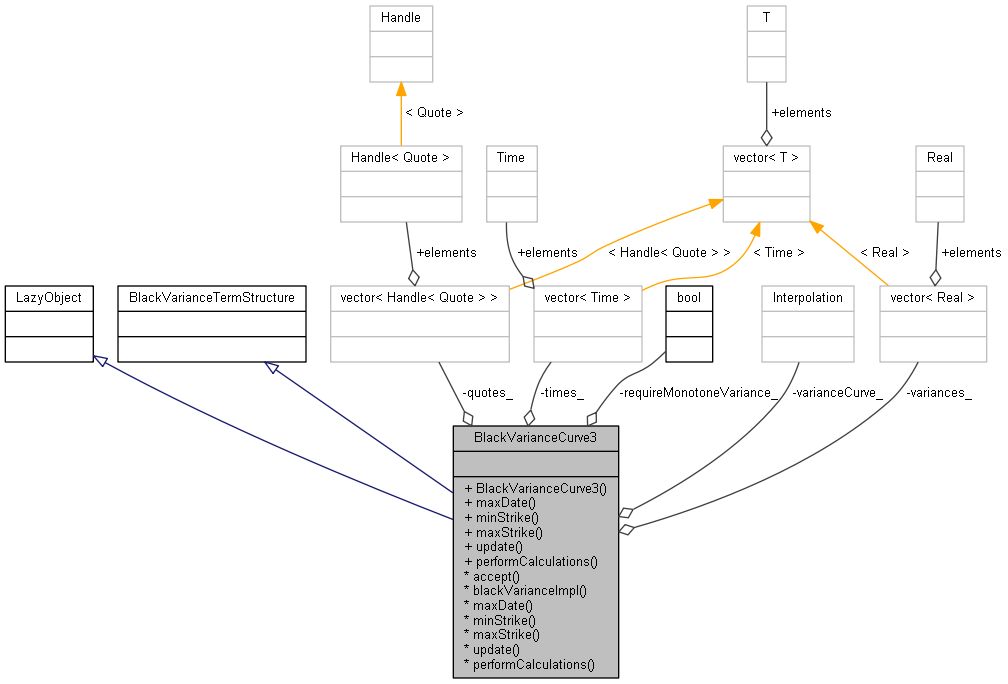 Handle
T
< Quote >
+elements
Handle< Quote >
Time
vector< T >
Real
+elements
+elements
< Handle< Quote > >
< Time >
< Real >
+elements
LazyObject
BlackVarianceTermStructure
vector< Handle< Quote > >
vector< Time >
bool
Interpolation
vector< Real >
-quotes_
-times_
-requireMonotoneVariance_
-varianceCurve_
-variances_
BlackVarianceCurve3
+ BlackVarianceCurve3()
+ maxDate()
+ minStrike()
+ maxStrike()
+ update()
+ performCalculations()
* accept()
* blackVarianceImpl()
* maxDate()
* minStrike()
* maxStrike()
* update()
* performCalculations()